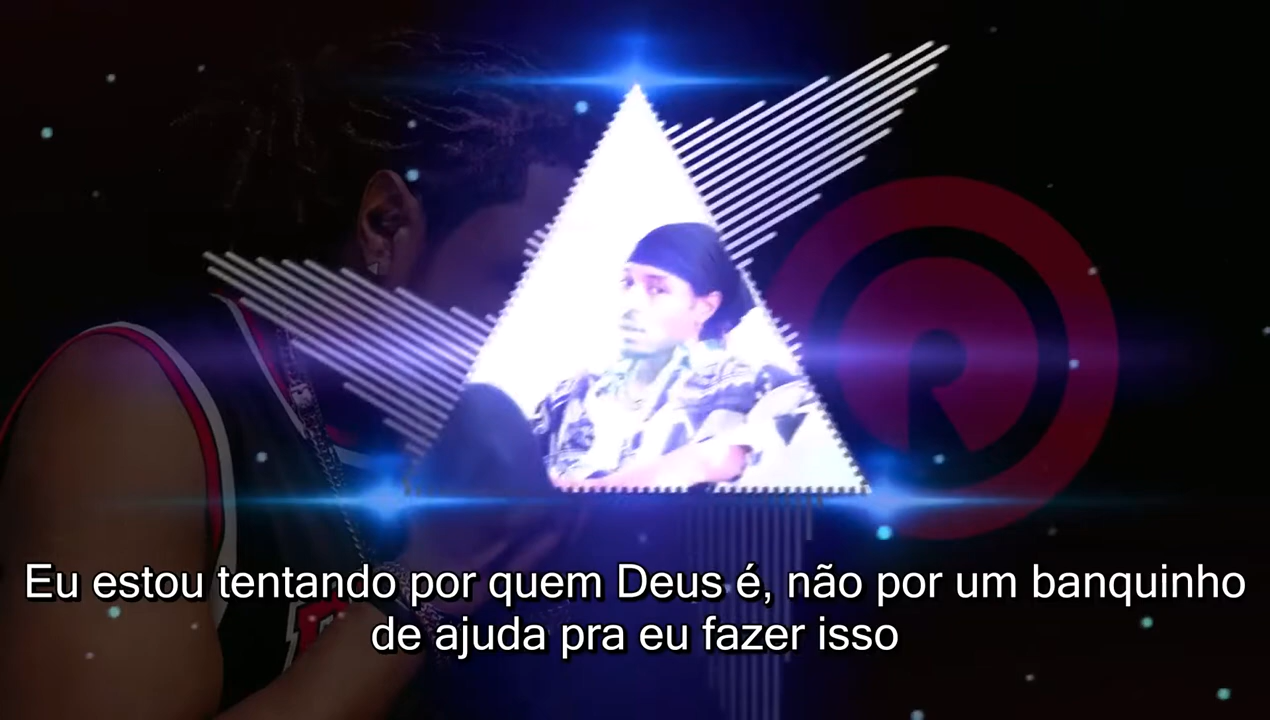 Eu estou tentando por quem Deus é, não por um banquinho
de ajuda pra eu fazer isso